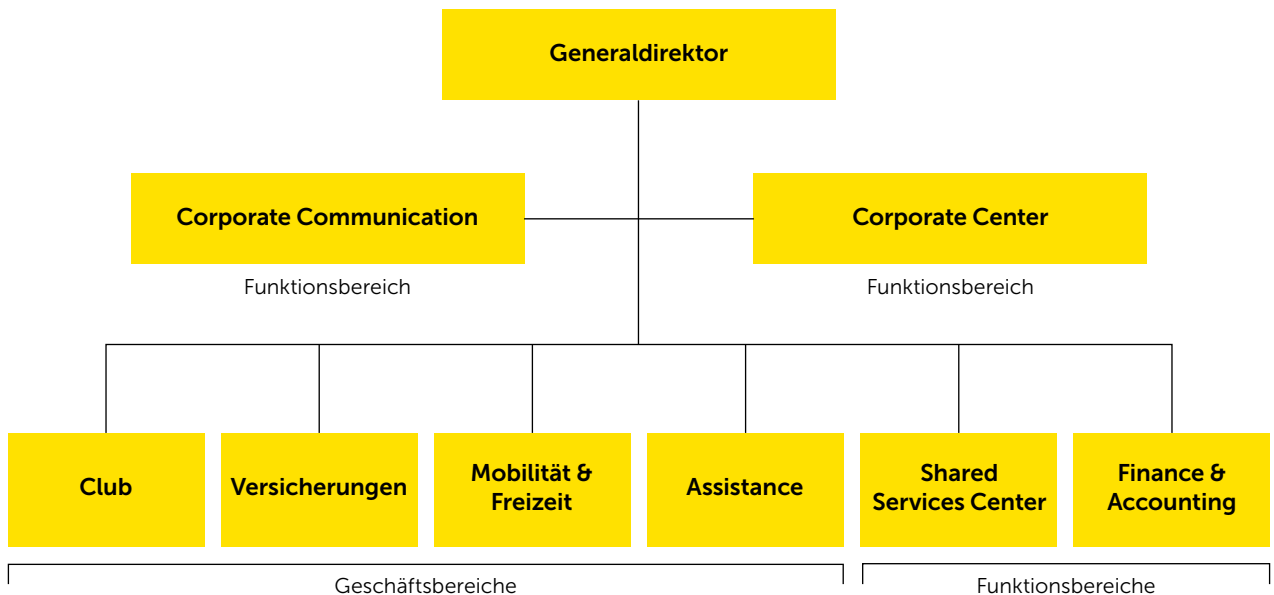 Generaldirektor
Corporate Communication
Corporate Center
Funktionsbereich
Funktionsbereich
Club
Versicherungen
Mobilität &
Freizeit
Assistance
Shared
Services Center
Finance &
Accounting
Geschäftsbereiche
Funktionsbereiche